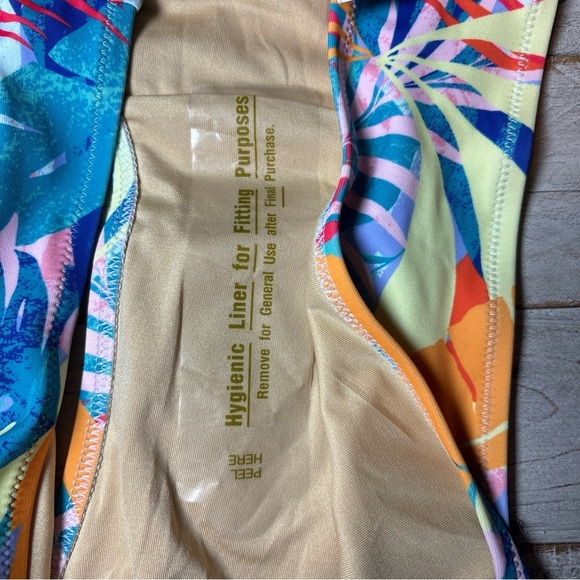 Hygienic Liner for Fitting Purposes
Remove for General Use after Final Purchase.
PEEL
HERE